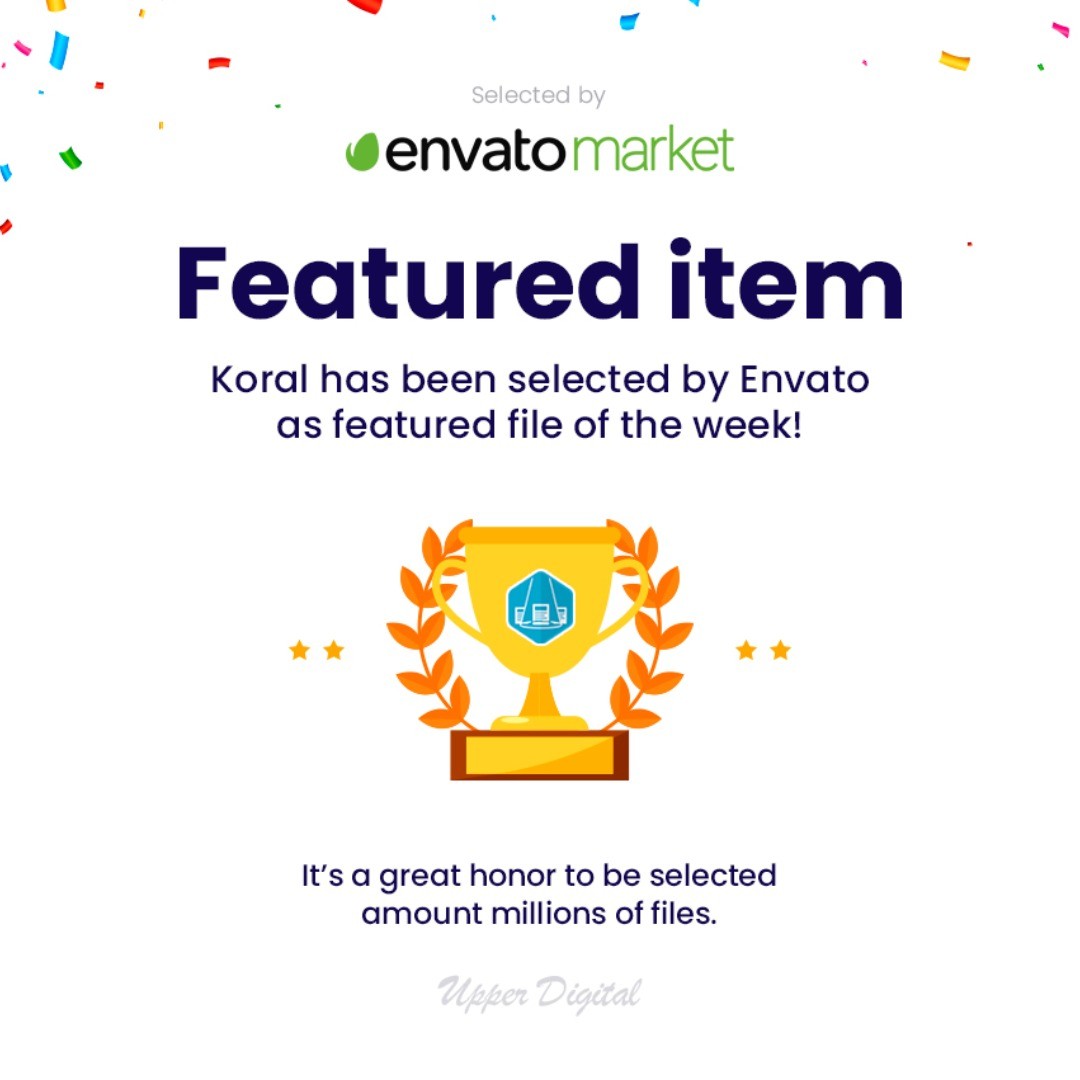 Selected by
envato market
Featured item
Koral has been selected by Envato
as featured file of the week!
It's a great honor to be selected
amount millions of files.
Upper Digital